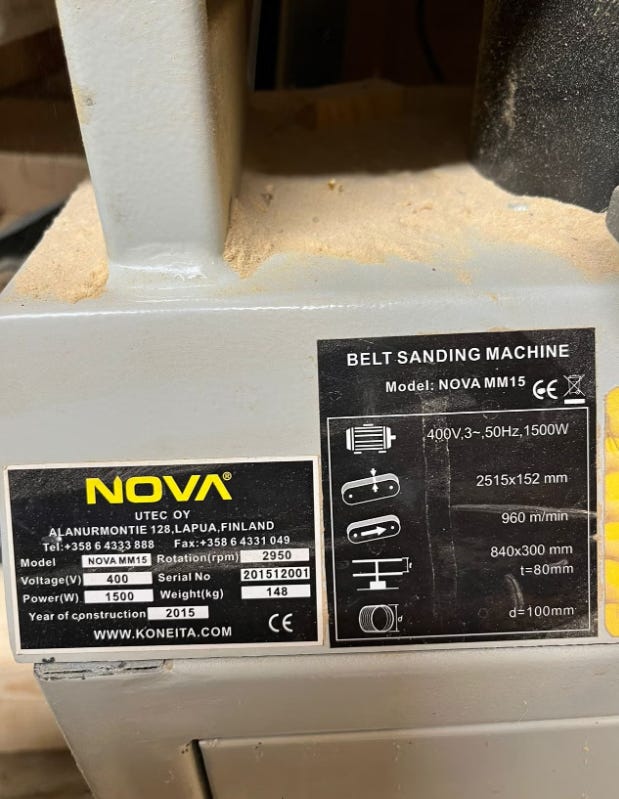 BELT SANDING MACHINE
Model: NOVA MM15 CE
400V,3~,50Hz,1500W
2515x152 mm
960 m/min
840x300 mm
t=80mm
t
d=100mm
d
NOVA®
UTEC OY
ALANURMONTIE 128,LAPUA,FINLAND
Tel:+358 6 4333 888 Fax:+358 6 4331 049
Model NOVA MM15 Rotation(rpm) 2950
Voltage(V) 400 Serial No 201512001
Power(W) 1500 Weight(kg) 148
Year of construction 2015
WWW.KONEITA.COM CE